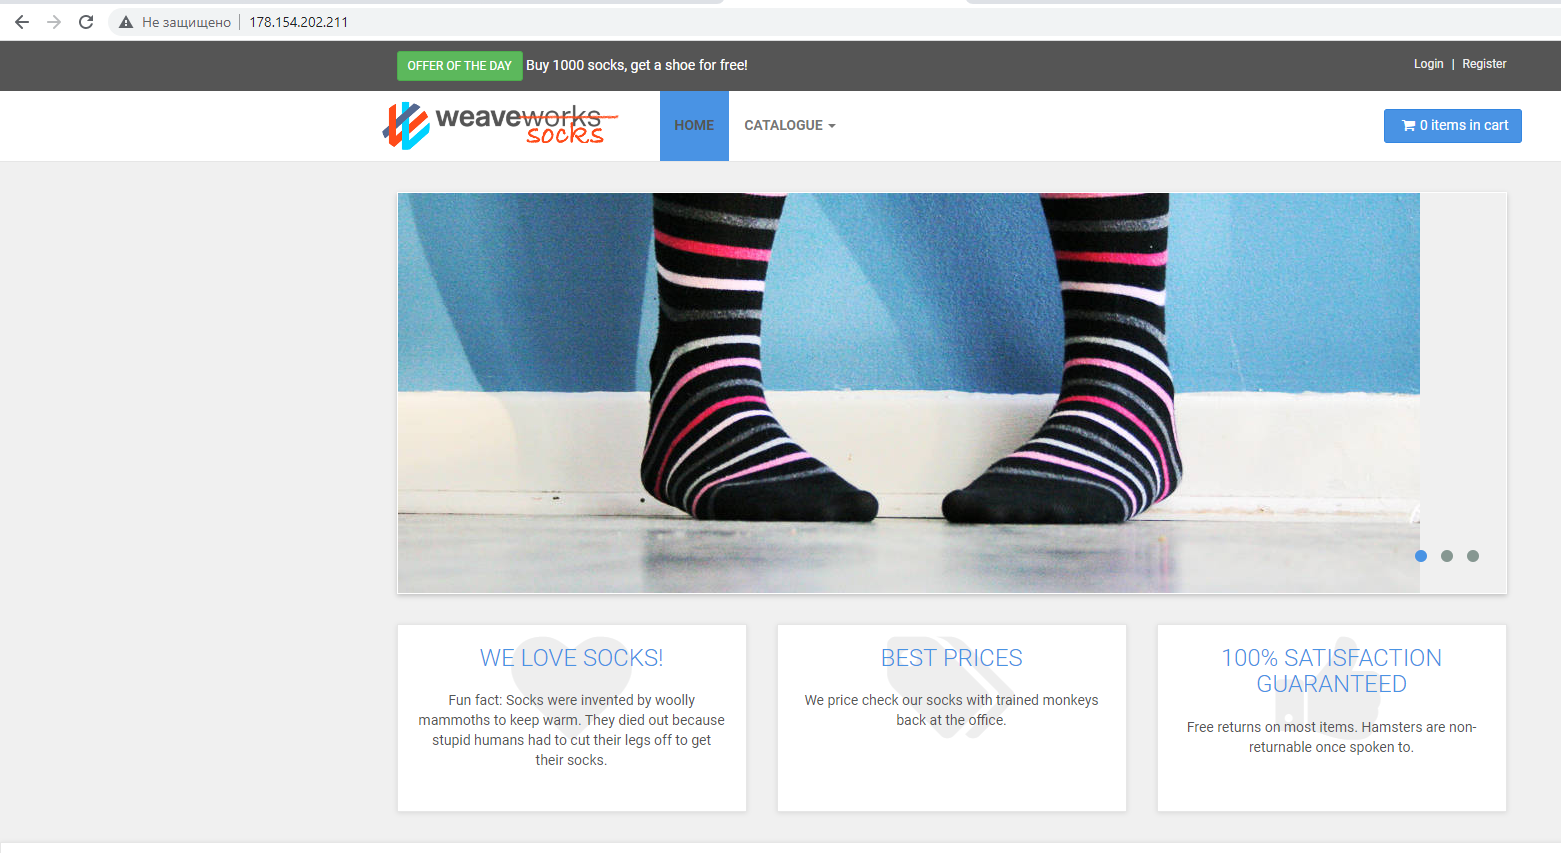 Не защищено 178.154.202.211
OFFER OF THE DAY Buy 1000 socks, get a shoe for free!
Login | Register
weaveworks
socks
HOME
CATALOGUE
0 items in cart
WE LOVE SOCKS!
Fun fact: Socks were invented by woolly
mammoths to keep warm. They died out because
stupid humans had to cut their legs off to get
their socks.
BEST PRICES
We price check our socks with trained monkeys
back at the office.
100% SATISFACTION
GUARANTEED
Free returns on most items. Hamsters are non-
returnable once spoken to.